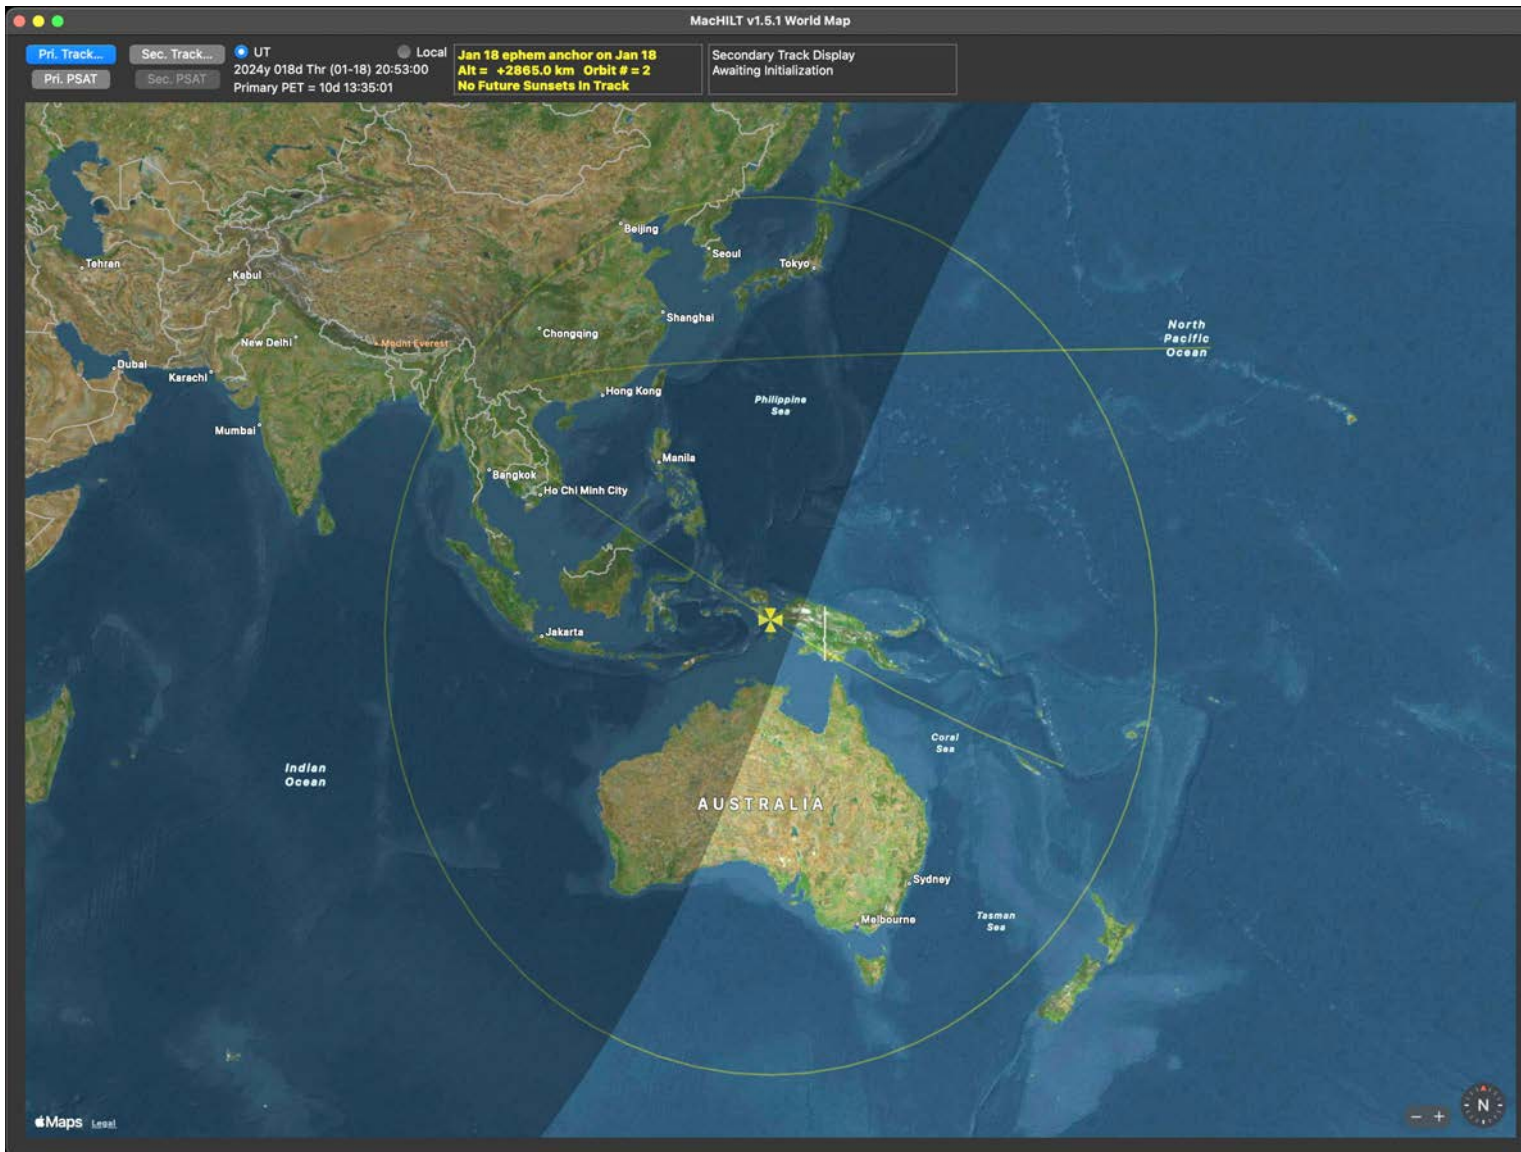 MacHILT v1.5.1 World Map
Pri. Track...
Sec. Track...
UT
Local
Pri. PSAT
Sec. PSAT
2024y 018d Thr (01-18) 20:53:00
Primary PET = 10d 13:35:01
Jan 18 ephem anchor on Jan 18
Alt = +2865.0 km Orbit # = 2
No Future Sunsets In Track
Secondary Track Display
Awaiting Initialization
Beijing
Seoul
Tokyo
Tehran
Kabul
Shanghai
Chongqing
North
Pacific
Ocean
New Delhi
Mount Everest
Dubai
Karachi
Hong Kong
Philippine
Sea
Mumbai
Manila
Bangkok
Ho Chi Minh City
Jakarta
Coral
Sea
Indian
Ocean
AUSTRALIA
Sydney
Melbourne
Tasman
Sea
Maps
Legal
− +
N